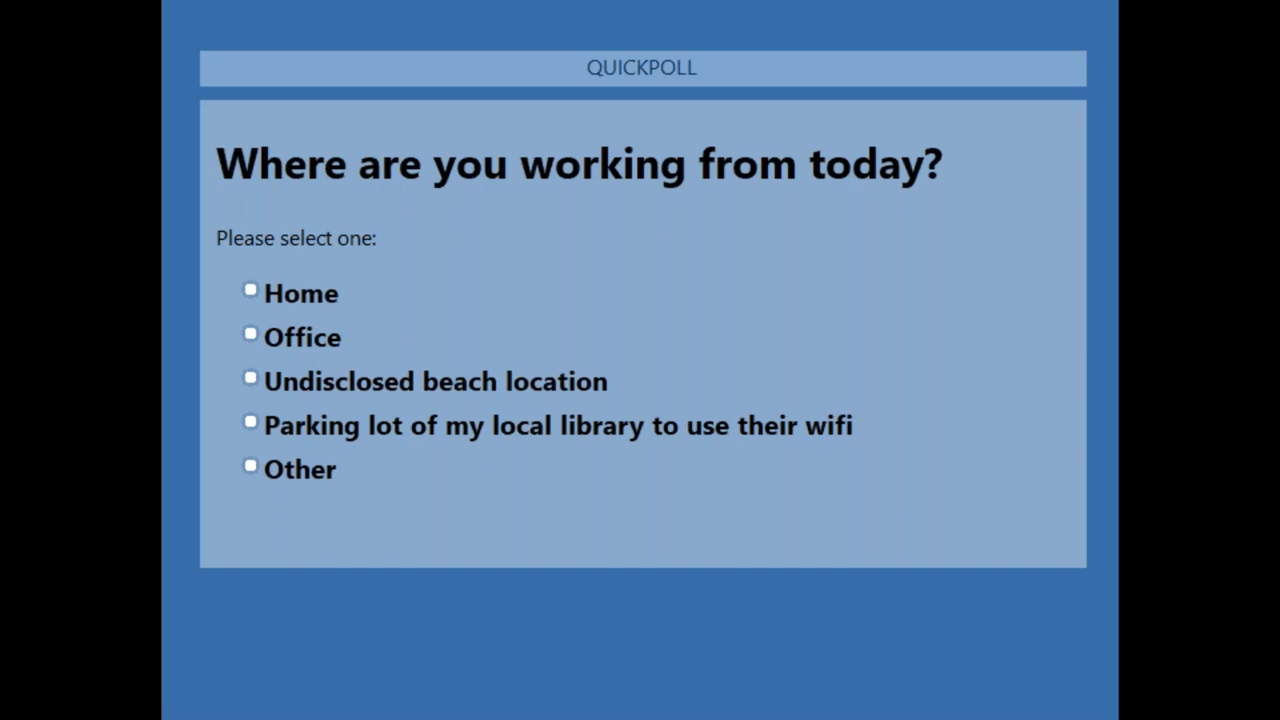 QUICKPOLL
Where are you working from today?
Please select one:
Home
Office
Undisclosed beach location
Parking lot of my local library to use their wifi
Other